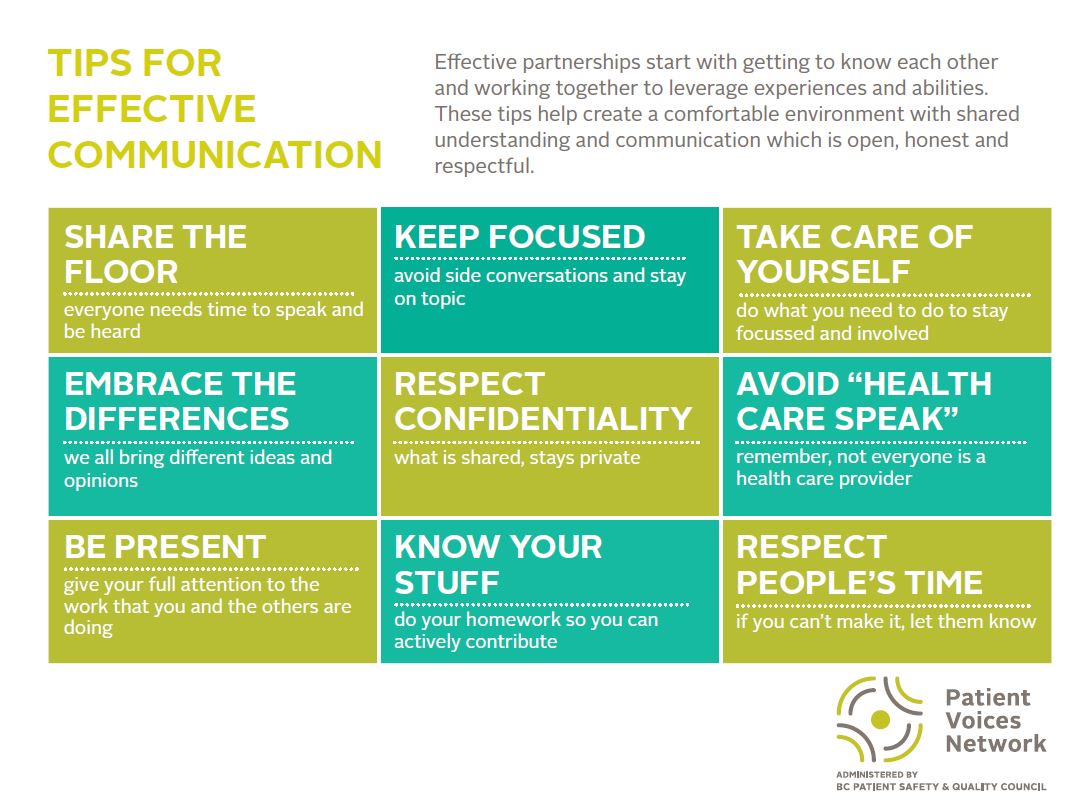 TIPS FOR
EFFECTIVE
COMMUNICATION
Effective partnerships start with getting to know each other
and working together to leverage experiences and abilities.
These tips help create a comfortable environment with shared
understanding and communication which is open, honest and
respectful.
SHARE THE
FLOOR
everyone needs time to speak and
be heard
KEEP FOCUSED
avoid side conversations and stay
on topic
TAKE CARE OF
YOURSELF
do what you need to do to stay
focussed and involved
EMBRACE THE
DIFFERENCES
we all bring different ideas and
opinions
RESPECT
CONFIDENTIALITY
what is shared, stays private
AVOID “HEALTH
CARE SPEAK”
remember, not everyone is a
health care provider
BE PRESENT
give your full attention to the
work that you and the others are
doing
KNOW YOUR
STUFF
do your homework so you can
actively contribute
RESPECT
PEOPLE’S TIME
if you can’t make it, let them know
Patient
Voices
Network
ADMINISTERED BY
BC PATIENT SAFETY & QUALITY COUNCIL